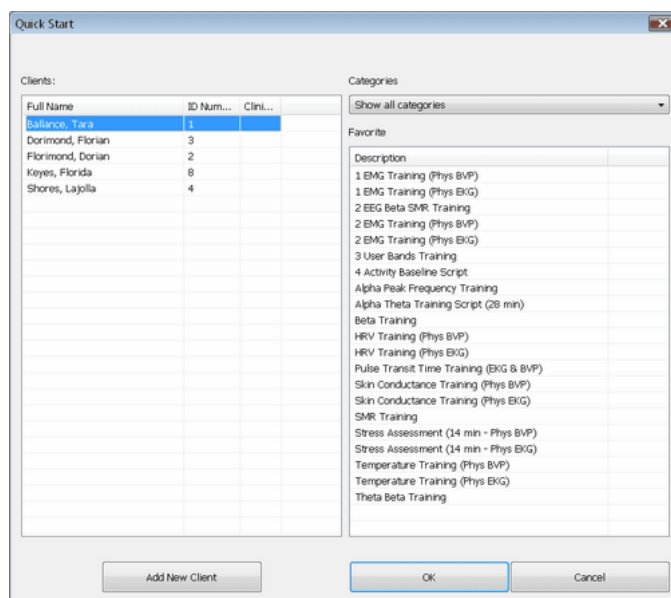 Quick Start
Clients:
Full Name ID Num... Clini...
Ballance, Tara 1
Dorimond, Florian 3
Florimond, Dorian 2
Keyes, Florida 8
Shores, Lajolla 4
Add New Client
Categories
Show all categories
Favorite
Description
1 EMG Training (Phys BVP)
1 EMG Training (Phys EKG)
2 EEG Beta SMR Training
2 EMG Training (Phys BVP)
2 EMG Training (Phys EKG)
3 User Bands Training
4 Activity Baseline Script
Alpha Peak Frequency Training
Alpha Theta Training Script (28 min)
Beta Training
HRV Training (Phys BVP)
HRV Training (Phys EKG)
Pulse Transit Time Training (EKG & BVP)
Skin Conductance Training (Phys BVP)
Skin Conductance Training (Phys EKG)
SMR Training
Stress Assessment (14 min - Phys BVP)
Stress Assessment (14 min - Phys EKG)
Temperature Training (Phys BVP)
Temperature Training (Phys EKG)
Theta Beta Training
OK
Cancel